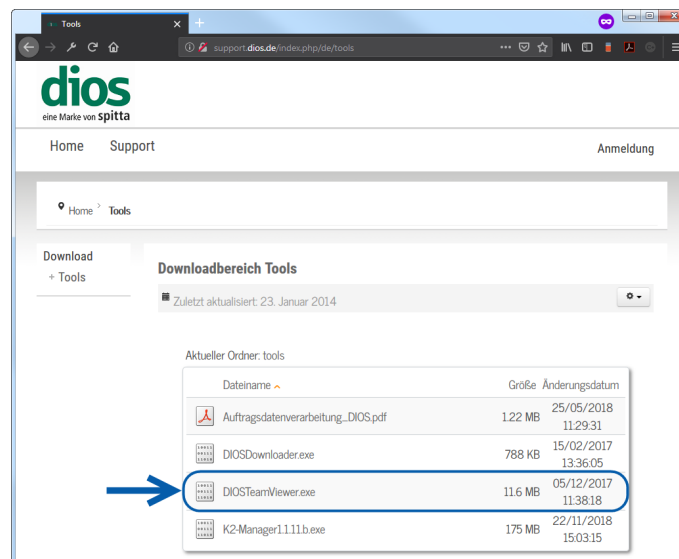 Tools
support.dios.de/index.php/de/tools
dios
eine Marke von spitta
Home Support
Anmeldung
Home > Tools
Download
+ Tools
Downloadbereich Tools
Zuletzt aktualisiert: 23. Januar 2014
Aktueller Ordner: tools
Dateiname Größe Änderungsdatum
Auftragsdatenverarbeitung_DIOS.pdf 1.22 MB 25/05/2018
11:29:31
DIOSDownloader.exe 788 KB 15/02/2017
13:36:05
DIOSTeamViewer.exe 11.6 MB 05/12/2017
11:38:18
K2-Manager1.1.11.b.exe 175 MB 22/11/2018
15:03:15